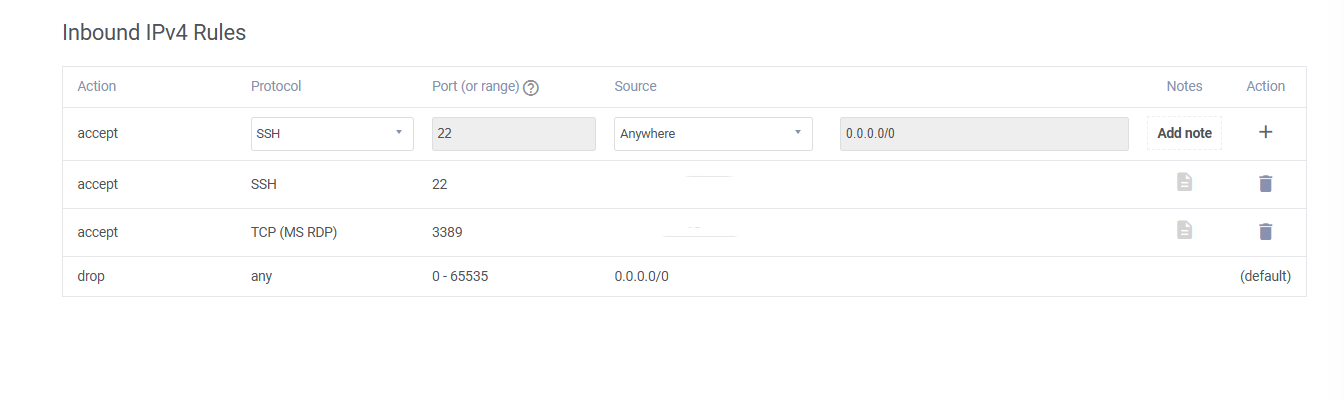 Inbound IPv4 Rules
Action Protocol Port (or range) ? Source Notes Action
accept SSH 22 Anywhere 0.0.0.0/0 Add note +
accept SSH 22
accept TCP (MS RDP) 3389
drop any 0 - 65535 0.0.0.0/0 (default)